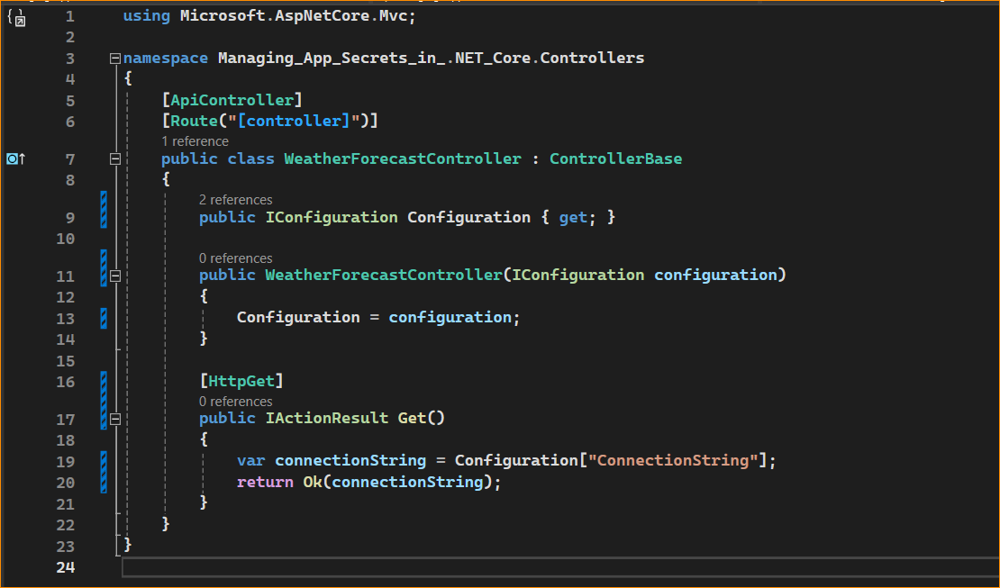 1 using Microsoft.AspNetCore.Mvc;
2
3 namespace Managing_App_Secrets_in_.NET_Core.Controllers
4 {
5 [ApiController]
6 [Route("[controller]")]
1 reference
7 public class WeatherForecastController : ControllerBase
8 {
2 references
9 public IConfiguration Configuration { get; }
10
0 references
11 public WeatherForecastController(IConfiguration configuration)
12 {
13 Configuration = configuration;
14 }
15
16 [HttpGet]
0 references
17 public IActionResult Get()
18 {
19 var connectionString = Configuration["ConnectionString"];
20 return Ok(connectionString);
21 }
22 }
23 }
24